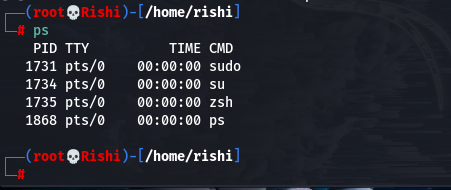 ┌──(root💀Rishi)-[/home/rishi]
└─# ps
    PID TTY          TIME CMD
   1731 pts/0    00:00:00 sudo
   1734 pts/0    00:00:00 su
   1735 pts/0    00:00:00 zsh
   1868 pts/0    00:00:00 ps
┌──(root💀Rishi)-[/home/rishi]
└─#